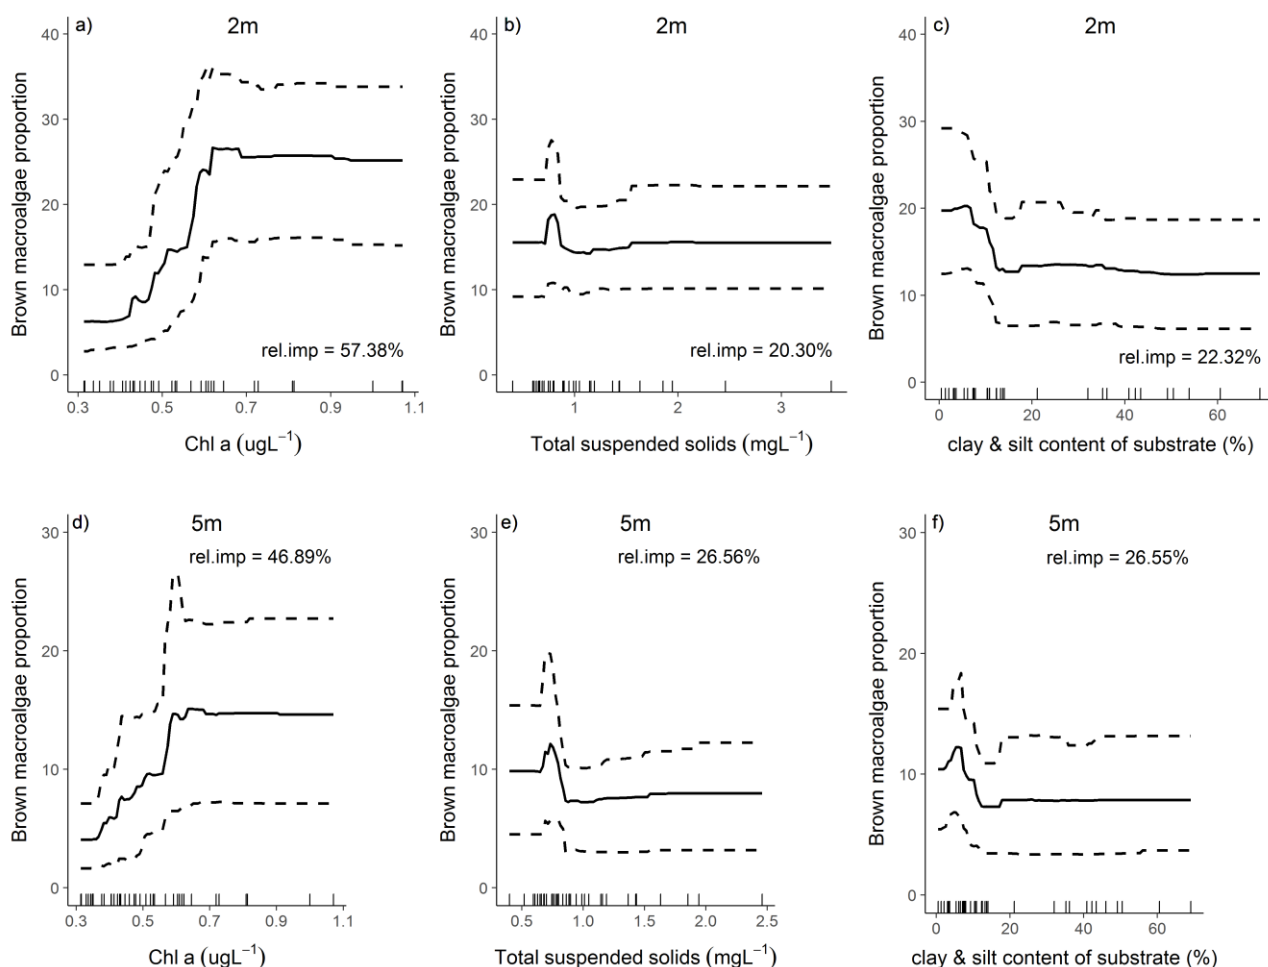 a) 2m
40
30
20
10
0
Brown macroalgae proportion
rel.imp = 57.38%
0.3 0.5 0.7 0.9 1.1
Chl a (ugL⁻¹)
b) 2m
40
30
20
10
0
Brown macroalgae proportion
rel.imp = 20.30%
1 2 3
Total suspended solids (mgL⁻¹)
c) 2m
40
30
20
10
0
Brown macroalgae proportion
rel.imp = 22.32%
0 20 40 60
clay & silt content of substrate (%)
d) 5m
30
20
10
0
Brown macroalgae proportion
rel.imp = 46.89%
0.3 0.5 0.7 0.9 1.1
Chl a (ugL⁻¹)
e) 5m
30
20
10
0
Brown macroalgae proportion
rel.imp = 26.56%
0.5 1.0 1.5 2.0 2.5
Total suspended solids (mgL⁻¹)
f) 5m
30
20
10
0
Brown macroalgae proportion
rel.imp = 26.55%
0 20 40 60
clay & silt content of substrate (%)